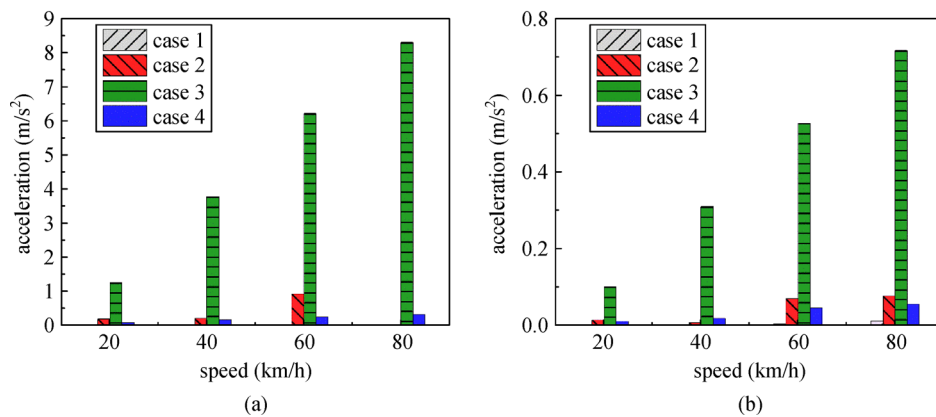 9
8
7
6
5
4
3
2
1
0
acceleration (m/s²)
case 1
case 2
case 3
case 4
20 40 60 80
speed (km/h)
(a)
0.8
0.6
0.4
0.2
0.0
acceleration (m/s²)
case 1
case 2
case 3
case 4
20 40 60 80
speed (km/h)
(b)